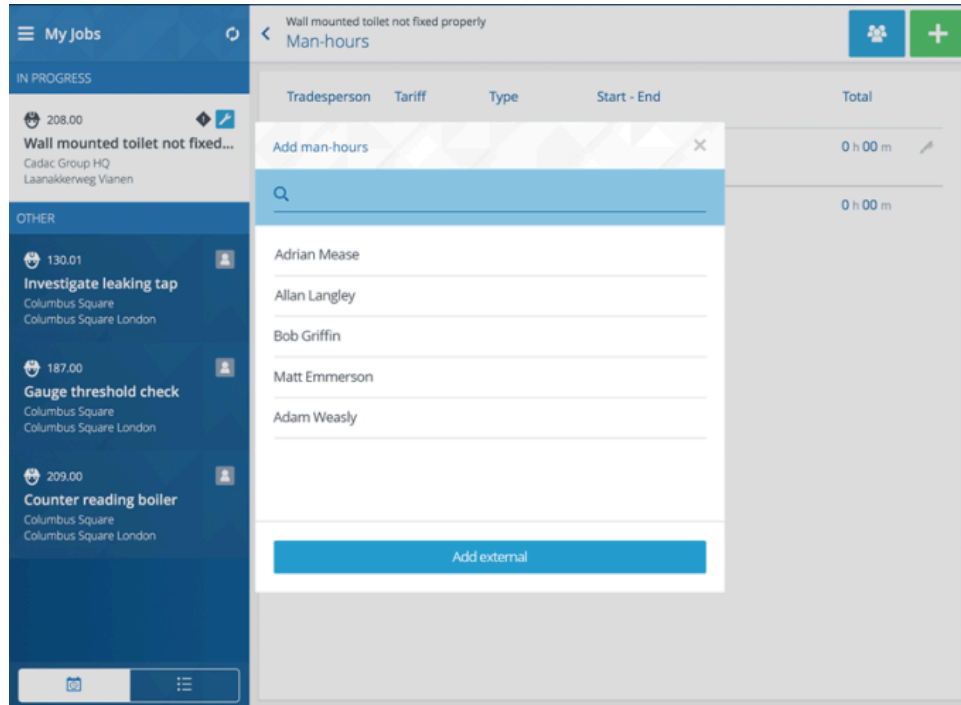 My Jobs
IN PROGRESS
208.00
Wall mounted toilet not fixed...
Cadac Group HQ
Laanakkerweg Vianen
OTHER
130.01
Investigate leaking tap
Columbus Square
Columbus Square London
187.00
Gauge threshold check
Columbus Square
Columbus Square London
209.00
Counter reading boiler
Columbus Square
Columbus Square London
Wall mounted toilet not fixed properly
Man-hours
Tradesperson Tariff Type Start - End Total
0 h 00 m
0 h 00 m
Add man-hours
Adrian Mease
Allan Langley
Bob Griffin
Matt Emmerson
Adam Weasly
Add external